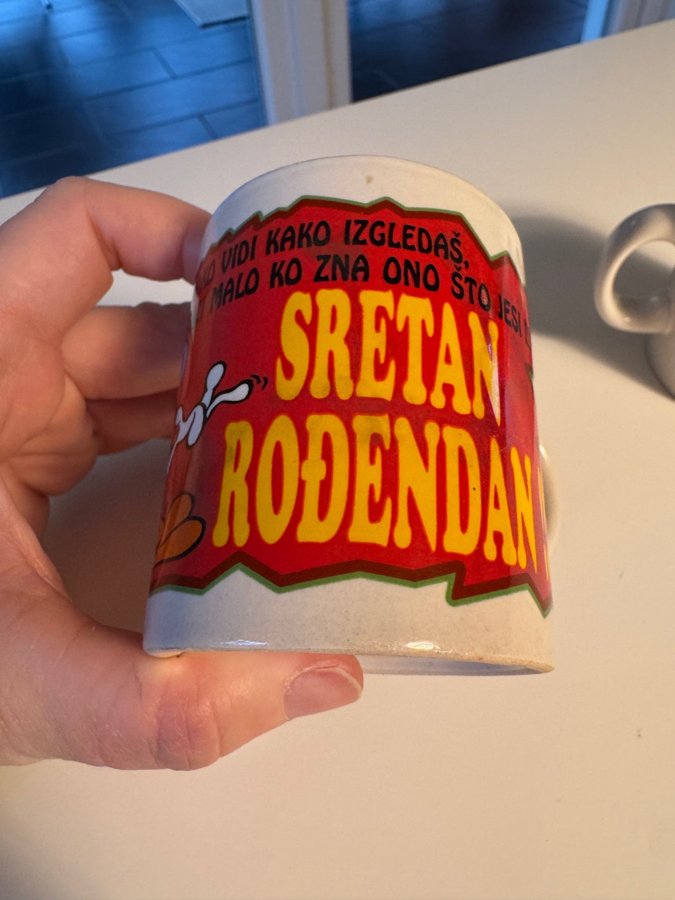 VIDI KAKO IZGLEDAŠ,
MALO KO ZNA ONO ŠTO JESI
SRETAN
ROĐENDAN